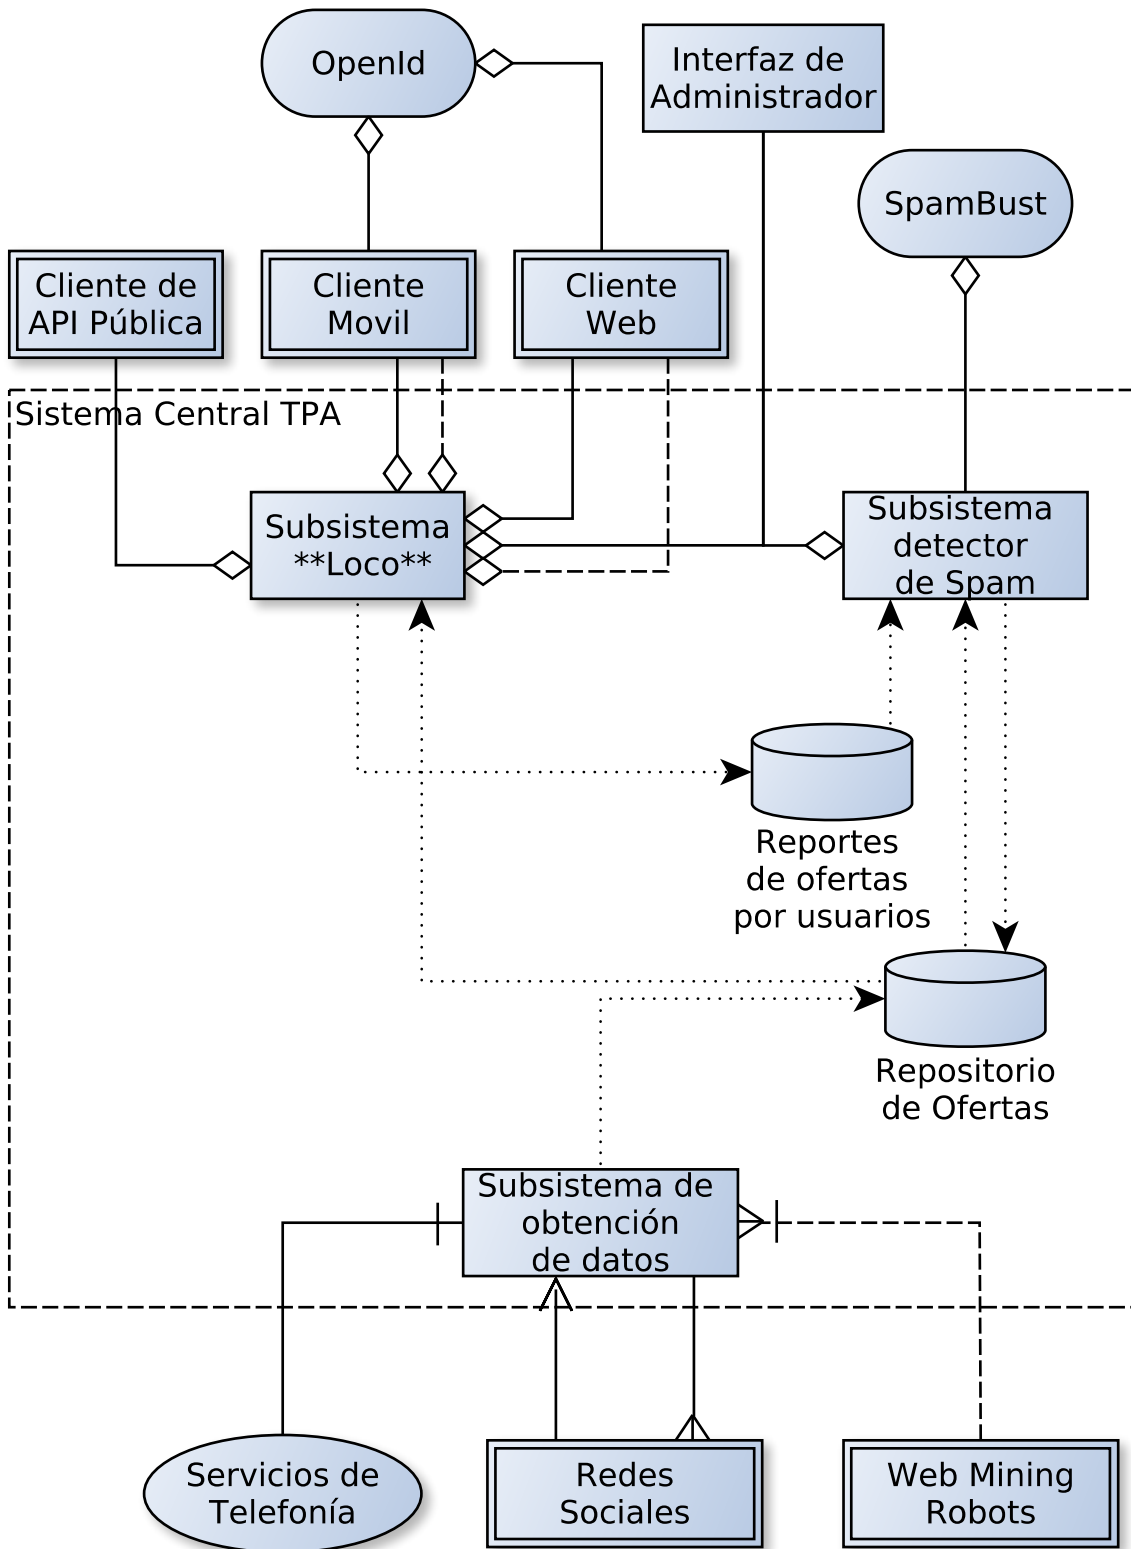 OpenId
Interfaz de
Administrador
SpamBust
Cliente de
API Pública
Cliente
Movil
Cliente
Web
Sistema Central TPA
Subsistema
**Loco**
Subsistema
detector
de Spam
Reportes
de ofertas
por usuarios
Repositorio
de Ofertas
Subsistema de
obtención
de datos
Servicios de
Telefonía
Redes
Sociales
Web Mining
Robots